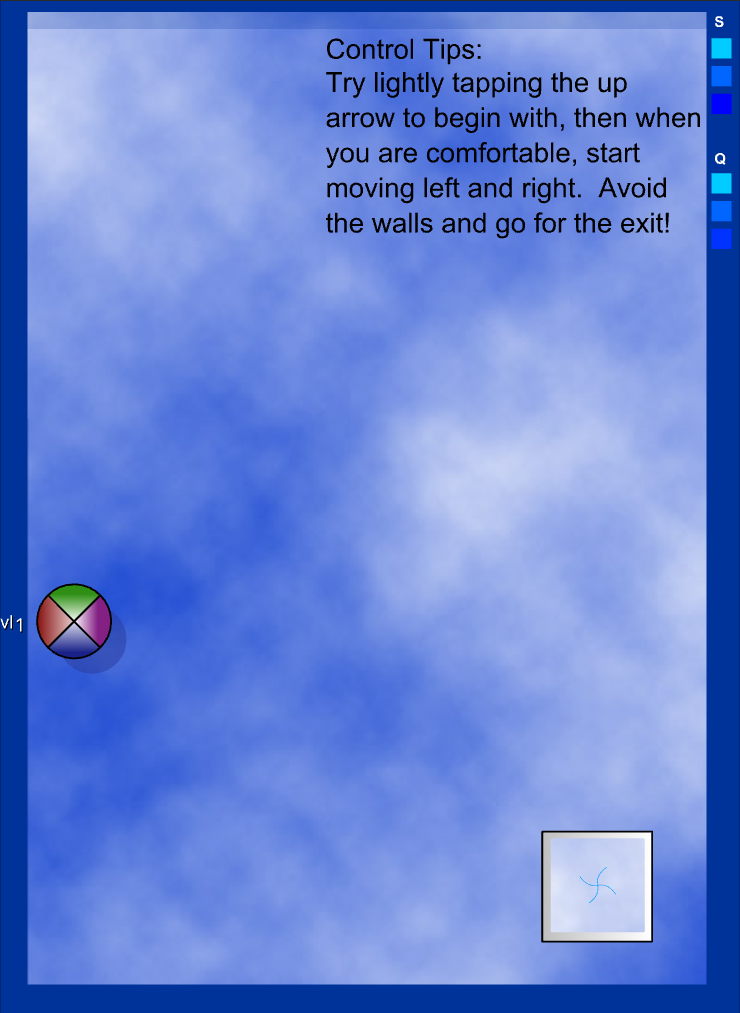 S
Control Tips:
Try lightly tapping the up
arrow to begin with, then when
you are comfortable, start
moving left and right.  Avoid
the walls and go for the exit!
Q
vl1